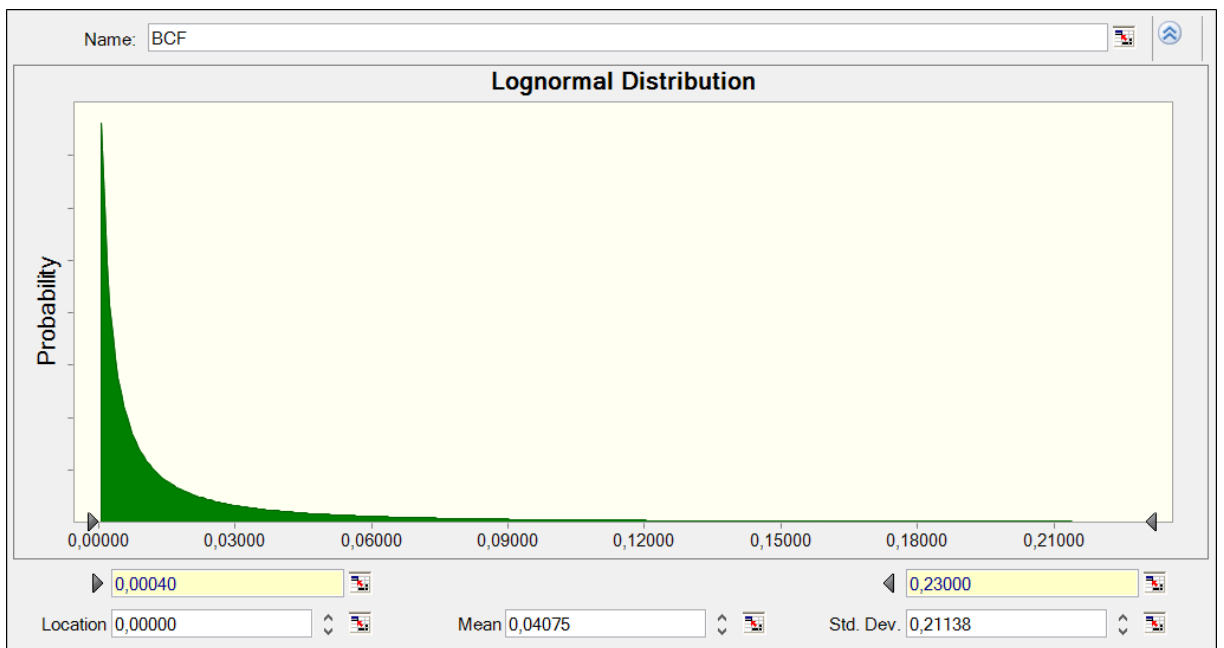 Name: BCF
Lognormal Distribution
Probability
0,00000 0,03000 0,06000 0,09000 0,12000 0,15000 0,18000 0,21000
0,00040 0,23000
Location 0,00000 Mean 0,04075 Std. Dev. 0,21138